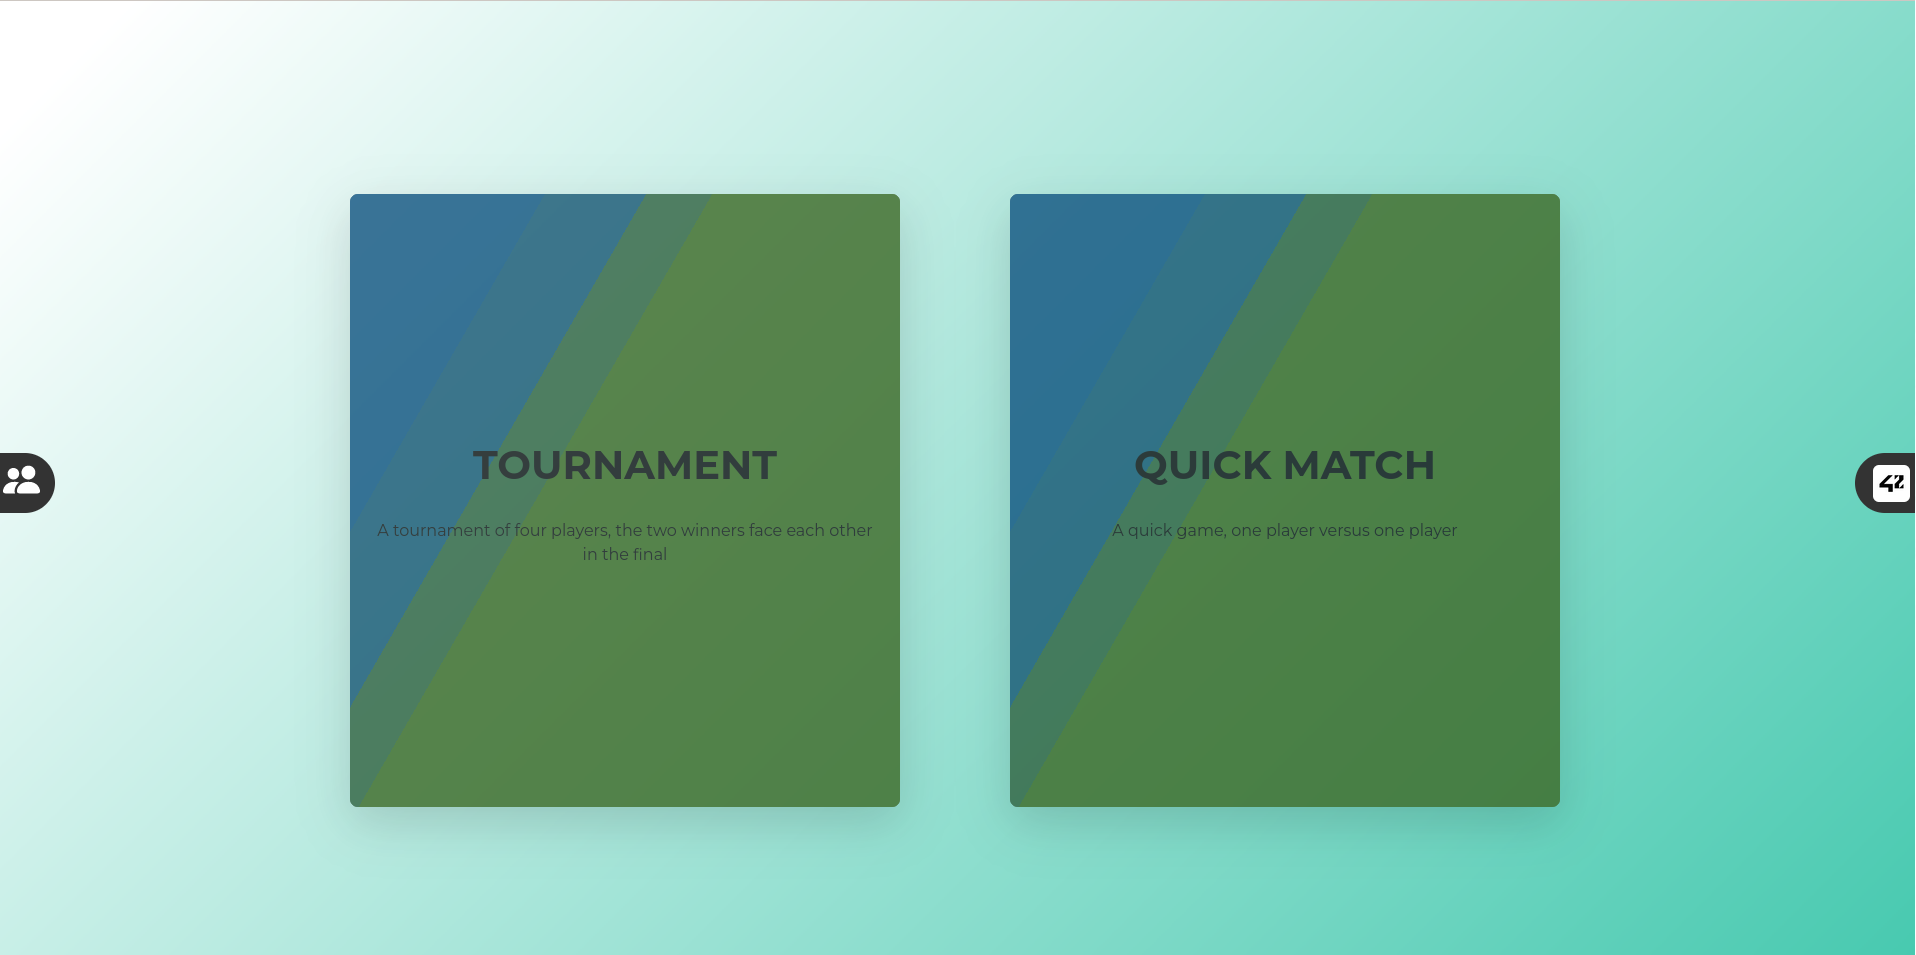 TOURNAMENT
A tournament of four players, the two winners face each other
in the final
QUICK MATCH
A quick game, one player versus one player
42